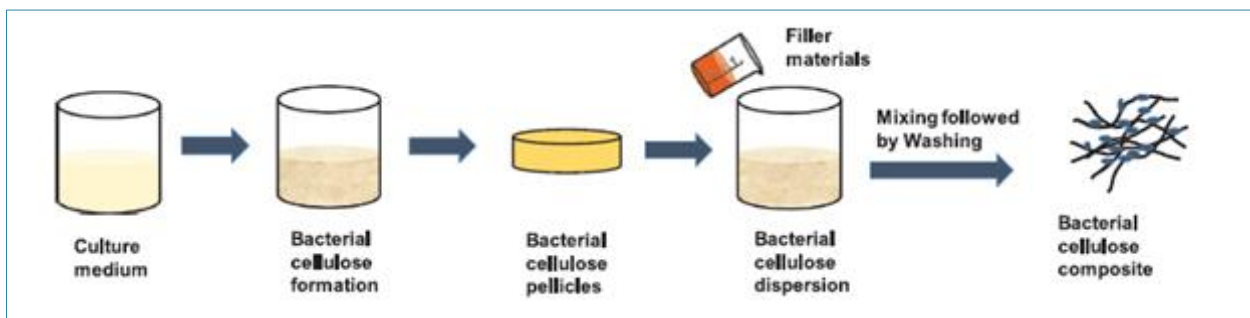 Culture
medium
Bacterial
cellulose
formation
Bacterial
cellulose
pellicles
Filler
materials
Bacterial
cellulose
dispersion
Mixing followed
by Washing
Bacterial
cellulose
composite